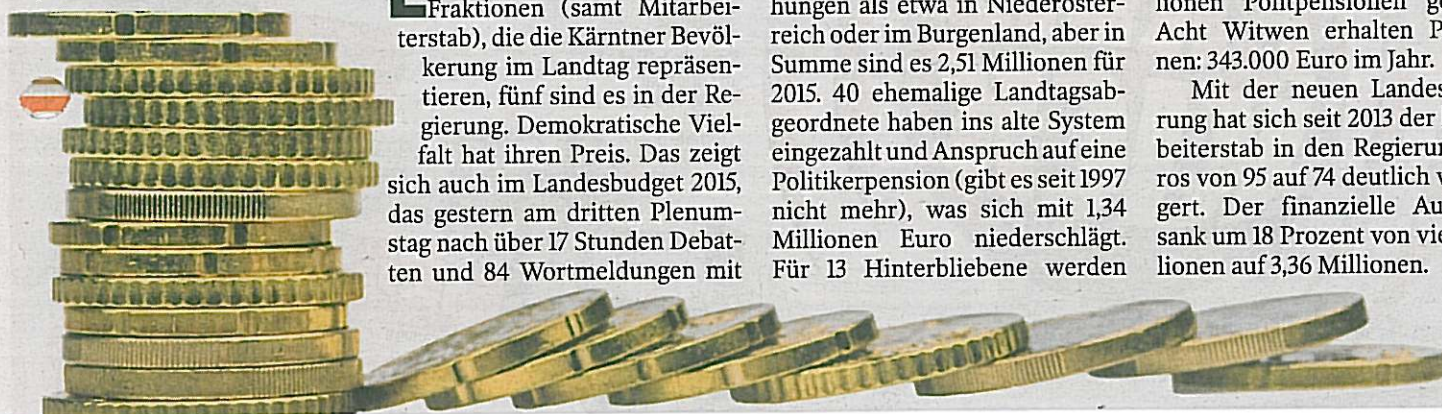 Fraktionen (samt Mitarbei-
terstab), die die Kärntner Bevöl-
kerung im Landtag repräsen-
tieren, fünf sind es in der Re-
gierung. Demokratische Viel-
falt hat ihren Preis. Das zeigt
sich auch im Landesbudget 2015,
das gestern am dritten Plenum-
stag nach über 17 Stunden Debat-
ten und 84 Wortmeldungen mit
hungen als etwa in Niederöster-
reich oder im Burgenland, aber in
Summe sind es 2,51 Millionen für
2015. 40 ehemalige Landtagsab-
geordnete haben ins alte System
eingezahlt und Anspruch auf eine
Politikerpension (gibt es seit 1997
nicht mehr), was sich mit 1,34
Millionen Euro niederschlägt.
Für 13 Hinterbliebene werden
lionen Politpensionen
Acht Witwen erhalten P
nen: 343.000 Euro im Jahr.
Mit der neuen Landes
rung hat sich seit 2013 der
beiterstab in den Regieru
ros von 95 auf 74 deutlich
gert. Der finanzielle Au
sank um 18 Prozent von vie
lionen auf 3,36 Millionen.